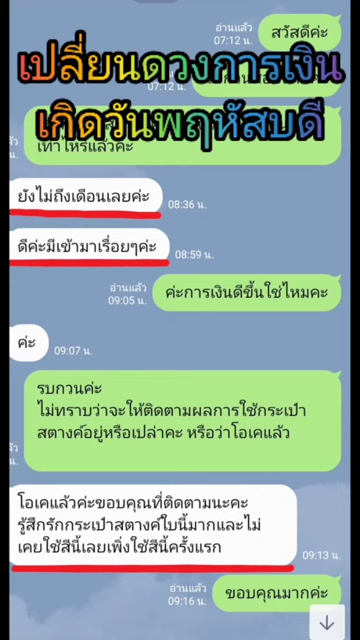 อ่านแล้ว
07:12 น.
สวัสดีค่ะ
เปลี่ยนดวงการเงิน
07:12 น.
เกิดวันพฤหัสบดี
เท่าไหร่แล้วคะ
ยังไม่ถึงเดือนเลยค่ะ
08:36 น.
ดีค่ะมีเข้ามาเรื่อยๆค่ะ
08:59 น.
อ่านแล้ว
09:05 น.
ค่ะการเงินดีขึ้นใช่ไหมคะ
ค่ะ
09:07 น.
รบกวนค่ะ
ไม่ทราบว่าจะให้ติดตามผลการใช้กระเป๋า
สตางค์อยู่หรือเปล่าคะ หรือว่าโอเคแล้ว
โอเคแล้วค่ะขอบคุณที่ติดตามนะคะ
รู้สึกรักกระเป๋าสตางค์ใบนี้มากและไม่
เคยใช้สีนี้เลยเพิ่งใช้สีนี้ครั้งแรก
09:13 น.
อ่านแล้ว
09:16 น.
ขอบคุณมากค่ะ